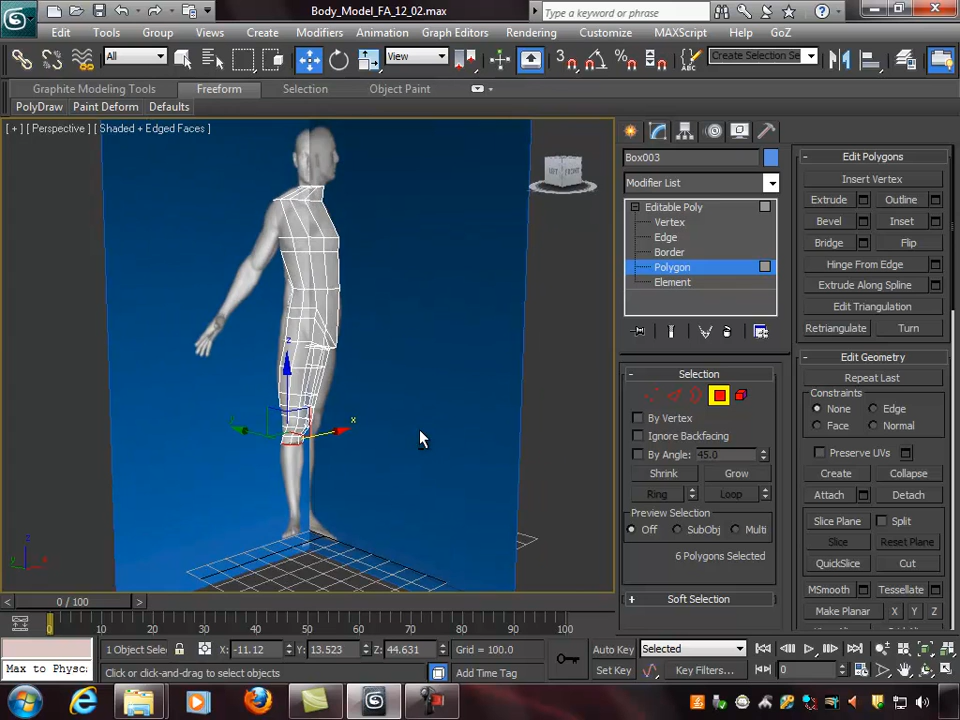 Body_Model_FA_12_02.max
Type a keyword or phrase
Edit Tools Group Views Create Modifiers Animation Graph Editors Rendering Customize MAXScript Help GoZ
All View 3 Create Selection Se
Graphite Modeling Tools Freeform Selection Object Paint
PolyDraw Paint Deform Defaults
[ + ] [ Perspective ] [ Shaded + Edged Faces ]
Box003
Modifier List
Editable Poly
Vertex
Edge
Border
Polygon
Element
Selection
By Vertex
Ignore Backfacing
By Angle: 45.0
Shrink Grow
Ring Loop
Preview Selection
Off SubObj Multi
6 Polygons Selected
Soft Selection
Edit Polygons
Insert Vertex
Extrude Outline
Bevel Inset
Bridge Flip
Hinge From Edge
Extrude Along Spline
Edit Triangulation
Retriangulate Turn
Edit Geometry
Repeat Last
Constraints
None Edge
Face Normal
Preserve UVs
Create Collapse
Attach Detach
Slice Plane Split
Slice Reset Plane
QuickSlice Cut
MSmooth Tessellate
Make Planar X Y Z
z
x
0 / 100
0 10 20 30 40 50 60 70 80 90 100
1 Object Selec X: -11.12 Y: 13.523 Z: 44.631 Grid = 100.0 Auto Key Selected
Max to Physc Click or click-and-drag to select objects Add Time Tag Set Key Key Filters... 0